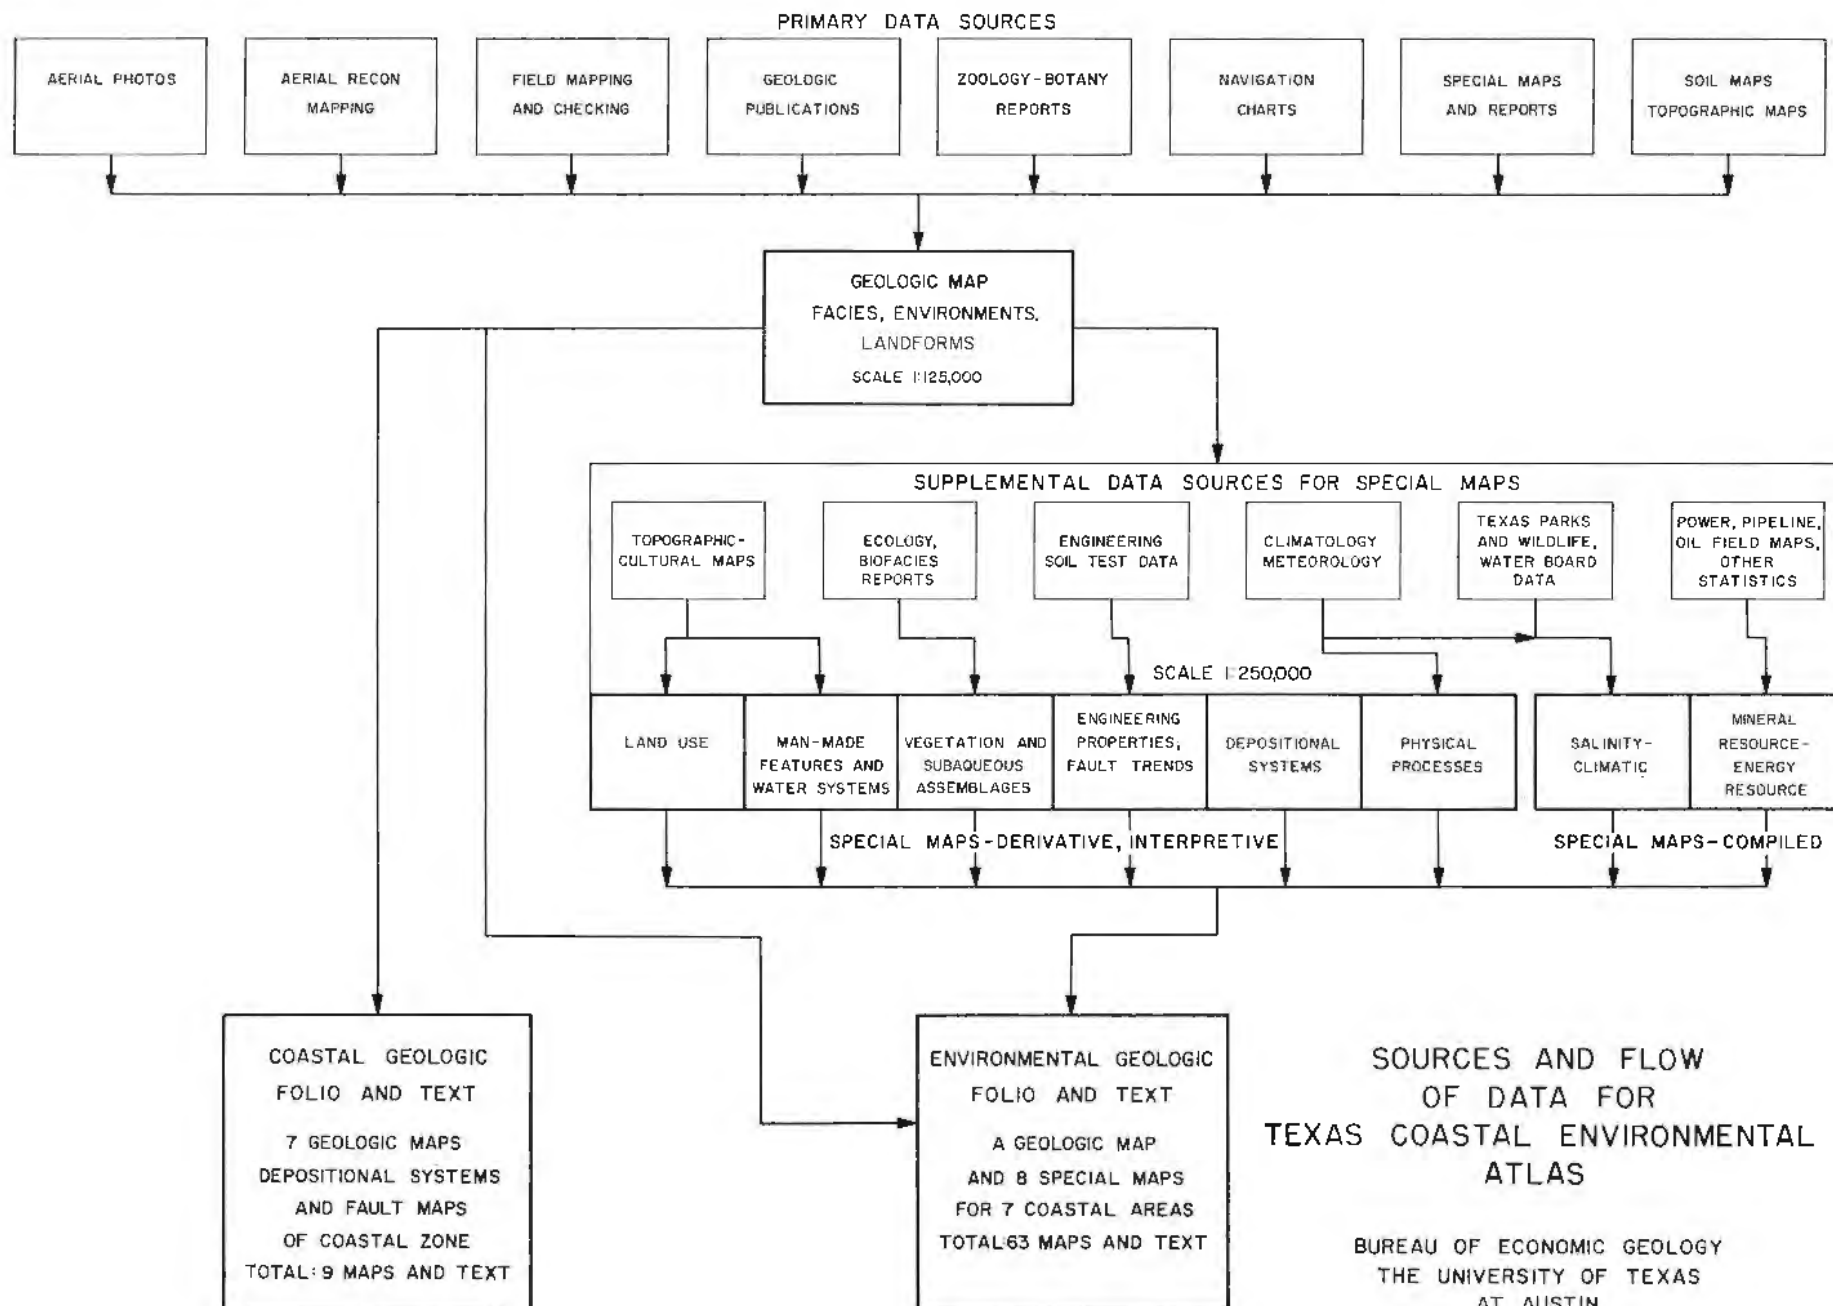 PRIMARY DATA SOURCES
AERIAL PHOTOS
AERIAL RECON
MAPPING
FIELD MAPPING
AND CHECKING
GEOLOGIC
PUBLICATIONS
ZOOLOGY-BOTANY
REPORTS
NAVIGATION
CHARTS
SPECIAL MAPS
AND REPORTS
SOIL MAPS
TOPOGRAPHIC MAPS
GEOLOGIC MAP
FACIES, ENVIRONMENTS,
LANDFORMS
SCALE 1:125,000
SUPPLEMENTAL DATA SOURCES FOR SPECIAL MAPS
TOPOGRAPHIC-
CULTURAL MAPS
ECOLOGY,
BIOFACIES
REPORTS
ENGINEERING
SOIL TEST DATA
CLIMATOLOGY
METEOROLOGY
TEXAS PARKS
AND WILDLIFE,
WATER BOARD
DATA
POWER, PIPELINE,
OIL FIELD MAPS,
OTHER
STATISTICS
SCALE 1:250,000
LAND USE
MAN-MADE
FEATURES AND
WATER SYSTEMS
VEGETATION AND
SUBAQUEOUS
ASSEMBLAGES
ENGINEERING
PROPERTIES,
FAULT TRENDS
DEPOSITIONAL
SYSTEMS
PHYSICAL
PROCESSES
SALINITY-
CLIMATIC
MINERAL
RESOURCE-
ENERGY
RESOURCE
SPECIAL MAPS-DERIVATIVE, INTERPRETIVE
SPECIAL MAPS-COMPILED
COASTAL GEOLOGIC
FOLIO AND TEXT
7 GEOLOGIC MAPS
DEPOSITIONAL SYSTEMS
AND FAULT MAPS
OF COASTAL ZONE
TOTAL: 9 MAPS AND TEXT
ENVIRONMENTAL GEOLOGIC
FOLIO AND TEXT
A GEOLOGIC MAP
AND 8 SPECIAL MAPS
FOR 7 COASTAL AREAS
TOTAL:63 MAPS AND TEXT
SOURCES AND FLOW
OF DATA FOR
TEXAS COASTAL ENVIRONMENTAL
ATLAS
BUREAU OF ECONOMIC GEOLOGY
THE UNIVERSITY OF TEXAS
AT AUSTIN